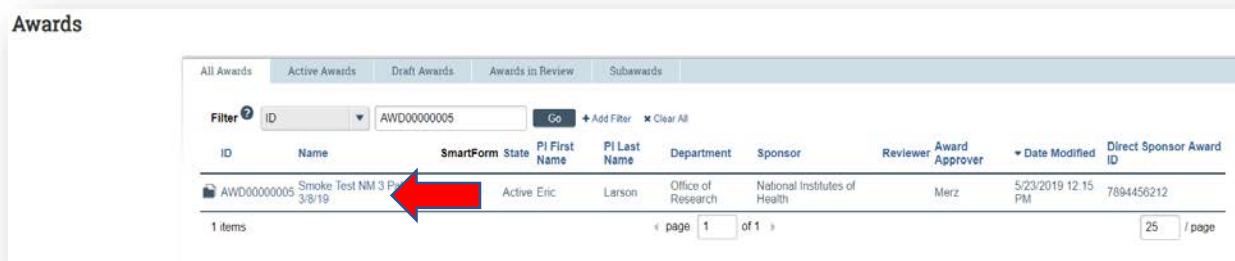 Awards
All Awards Active Awards Draft Awards Awards in Review Subawards
Filter ? ID AWD00000005 Go + Add Filter × Clear All
ID Name SmartForm State PI First Name PI Last Name Department Sponsor Reviewer Award Approver Date Modified Direct Sponsor Award ID
AWD00000005 Smoke Test NM 3 3/8/19 Active Eric Larson Office of Research National Institutes of Health Merz 5/23/2019 12:15 PM 7894456212
1 items page 1 of 1 25 / page